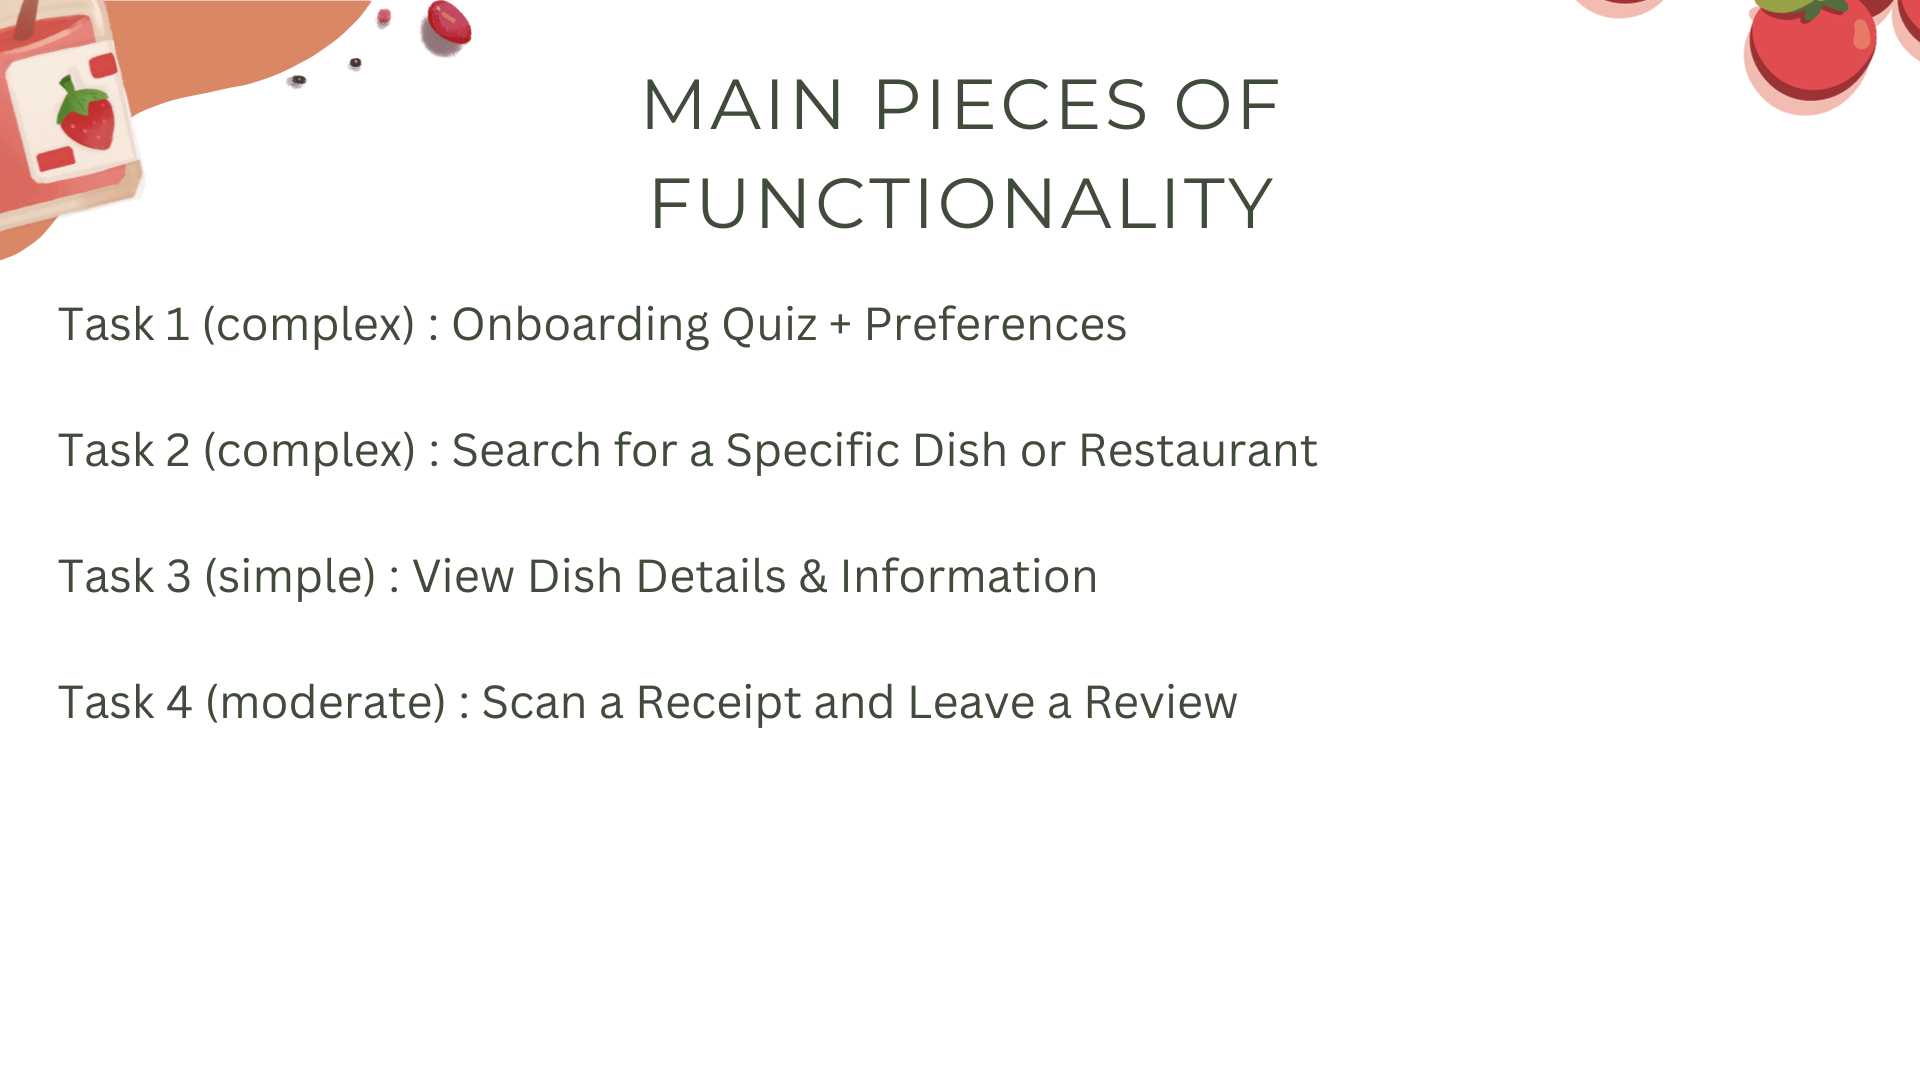 MAIN PIECES OF
FUNCTIONALITY
Task 1 (complex) : Onboarding Quiz + Preferences
Task 2 (complex) : Search for a Specific Dish or Restaurant
Task 3 (simple) : View Dish Details & Information
Task 4 (moderate) : Scan a Receipt and Leave a Review